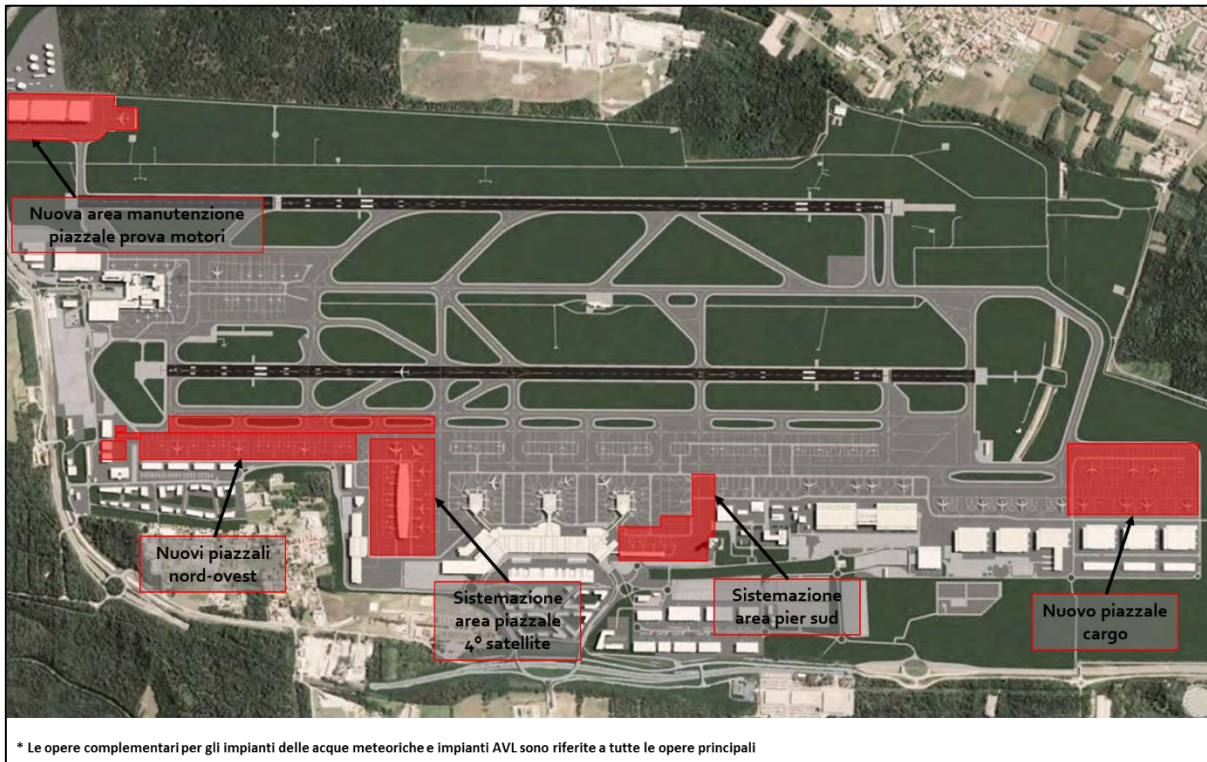 Nuova area manutenzione
piazzale prova motori
Nuovi piazzali
nord-ovest
Sistemazione
area piazzale
4° satellite
Sistemazione
area pier sud
Nuovo piazzale
cargo
* Le opere complementari per gli impianti delle acque meteoriche e impianti AVL sono riferite a tutte le opere principali